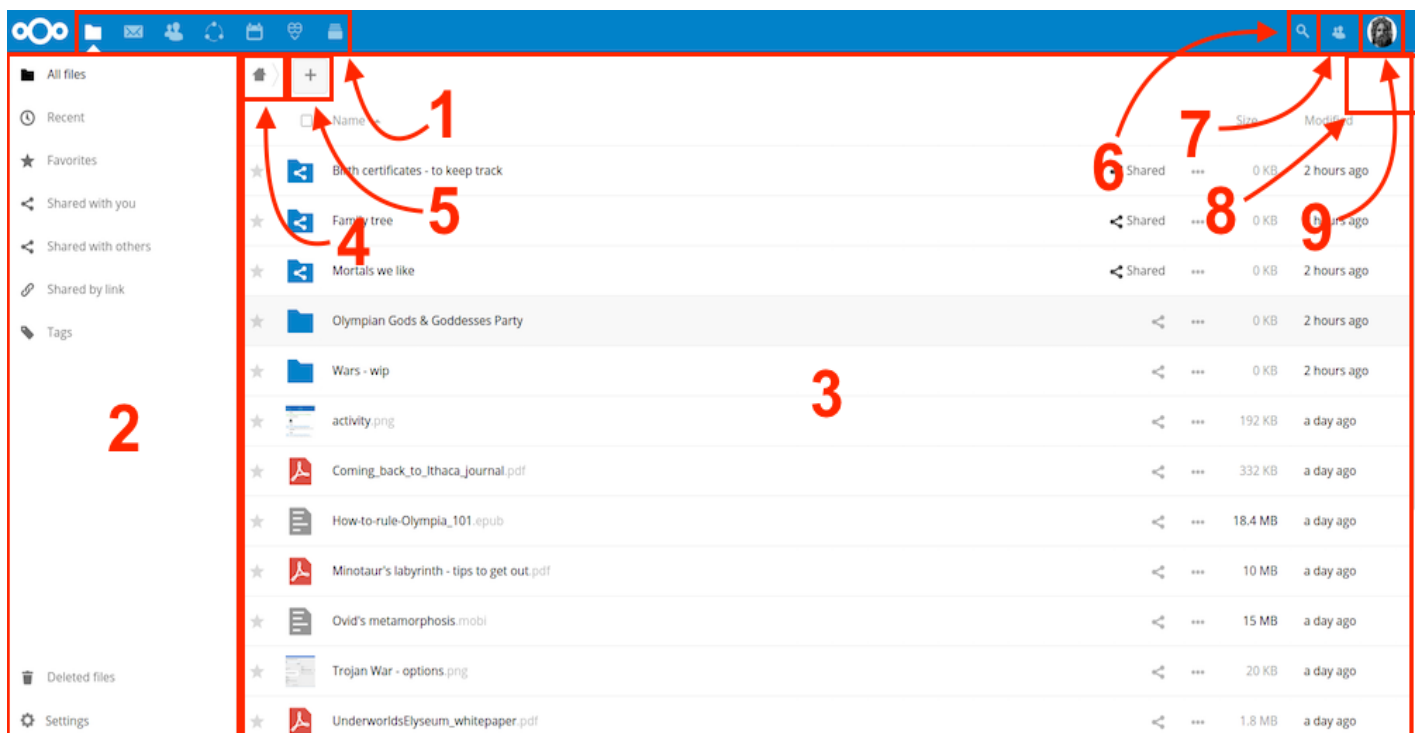 All files
Recent
Favorites
Shared with you
Shared with others
Shared by link
Tags
Deleted files
Settings
+
Name Size Modified
Birth certificates - to keep track Shared ••• 0 KB 2 hours ago
Family tree Shared ••• 0 KB hours ago
Mortals we like Shared ••• 0 KB 2 hours ago
Olympian Gods & Goddesses Party ••• 0 KB 2 hours ago
Wars - wip ••• 0 KB 2 hours ago
activity.png ••• 192 KB a day ago
Coming_back_to_Ithaca_journal.pdf ••• 332 KB a day ago
How-to-rule-Olympia_101.epub ••• 18.4 MB a day ago
Minotaur's labyrinth - tips to get out.pdf ••• 10 MB a day ago
Ovid's metamorphosis.mobi ••• 15 MB a day ago
Trojan War - options.png ••• 20 KB a day ago
UnderworldsElyseum_whitepaper.pdf ••• 1.8 MB a day ago
1
2
3
4
5
6
7
8
9